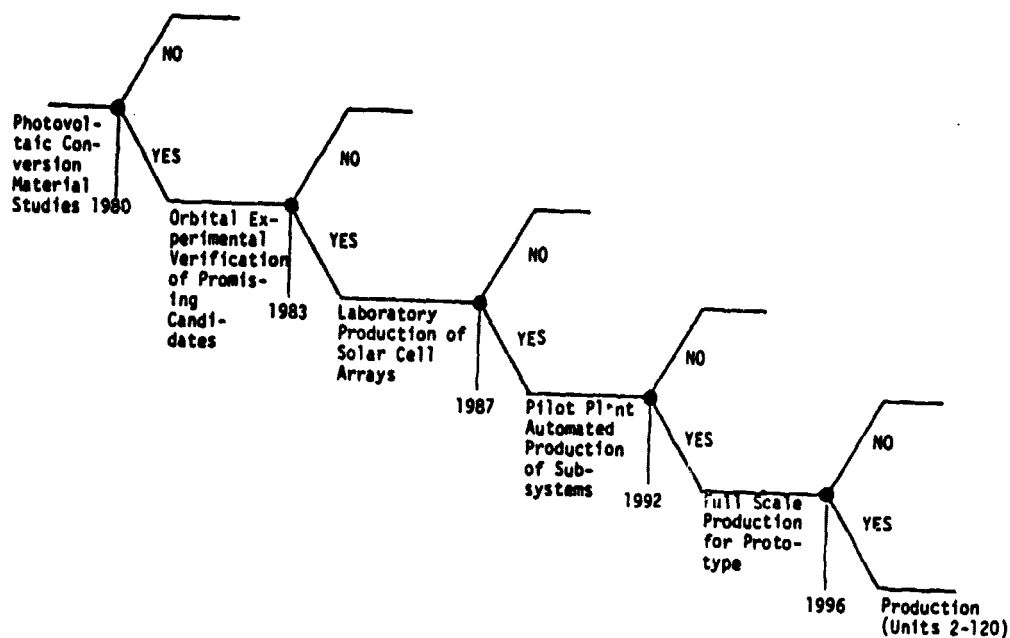 NO
Photovol-
taic Con-
version
Material
Studies 1980
YES
Orbital Ex-
perimental
Verification
of Promis-
ing
Candi-
dates
1983
NO
YES
Laboratory
Production of
Solar Cell
Arrays
1987
NO
YES
Pilot
Automated
Production
of Sub-
systems
1992
NO
YES
Full Scale
Production
for Proto-
type
1996
NO
YES
Production
(Units 2-120)